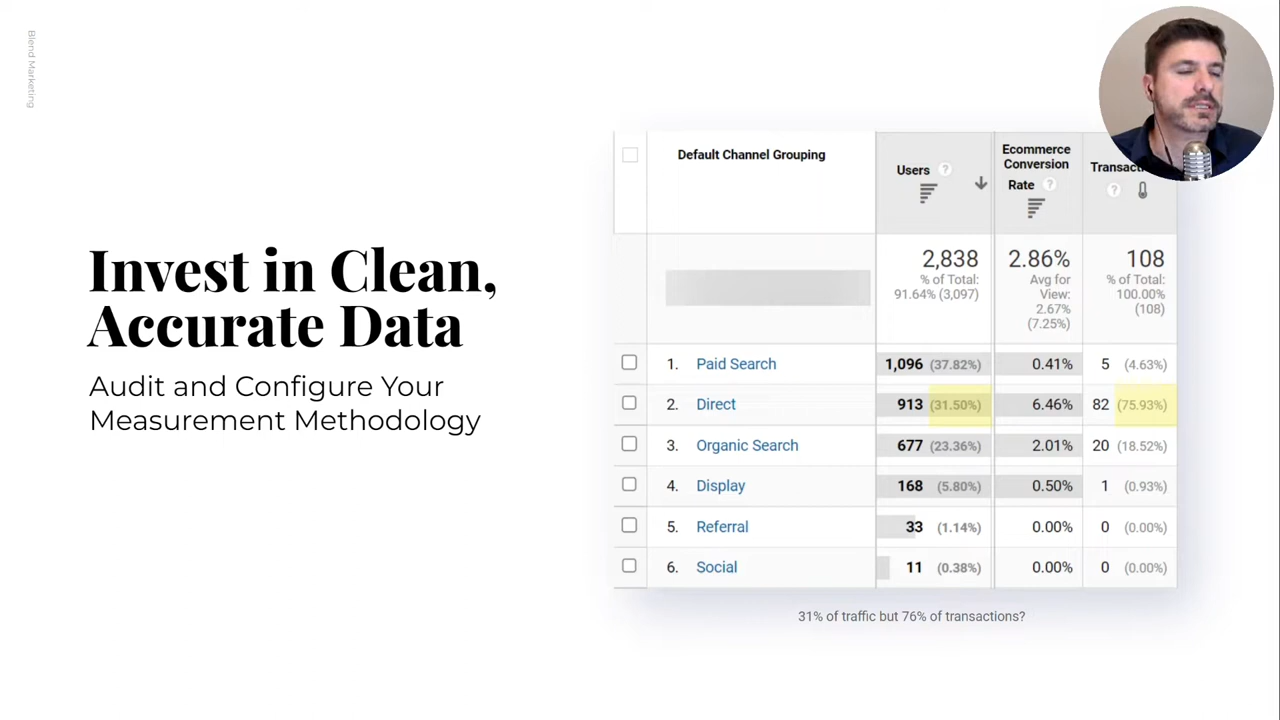 Blend Marketing
Invest in Clean,
Accurate Data
Audit and Configure Your
Measurement Methodology
Default Channel Grouping
Users ?
Ecommerce
Conversion
Rate ?
?
2,838
% of Total:
91.64% (3,097)
2.86%
Avg for
View:
2.67%
(7.25%)
108
% of Total:
100.00%
(108)
1. Paid Search 1,096 (37.82%) 0.41% 5 (4.63%)
2. Direct 913 (31.50%) 6.46% 82 (75.93%)
3. Organic Search 677 (23.36%) 2.01% 20 (18.52%)
4. Display 168 (5.80%) 0.50% 1 (0.93%)
5. Referral 33 (1.14%) 0.00% 0 (0.00%)
6. Social 11 (0.38%) 0.00% 0 (0.00%)
31% of traffic but 76% of transactions?